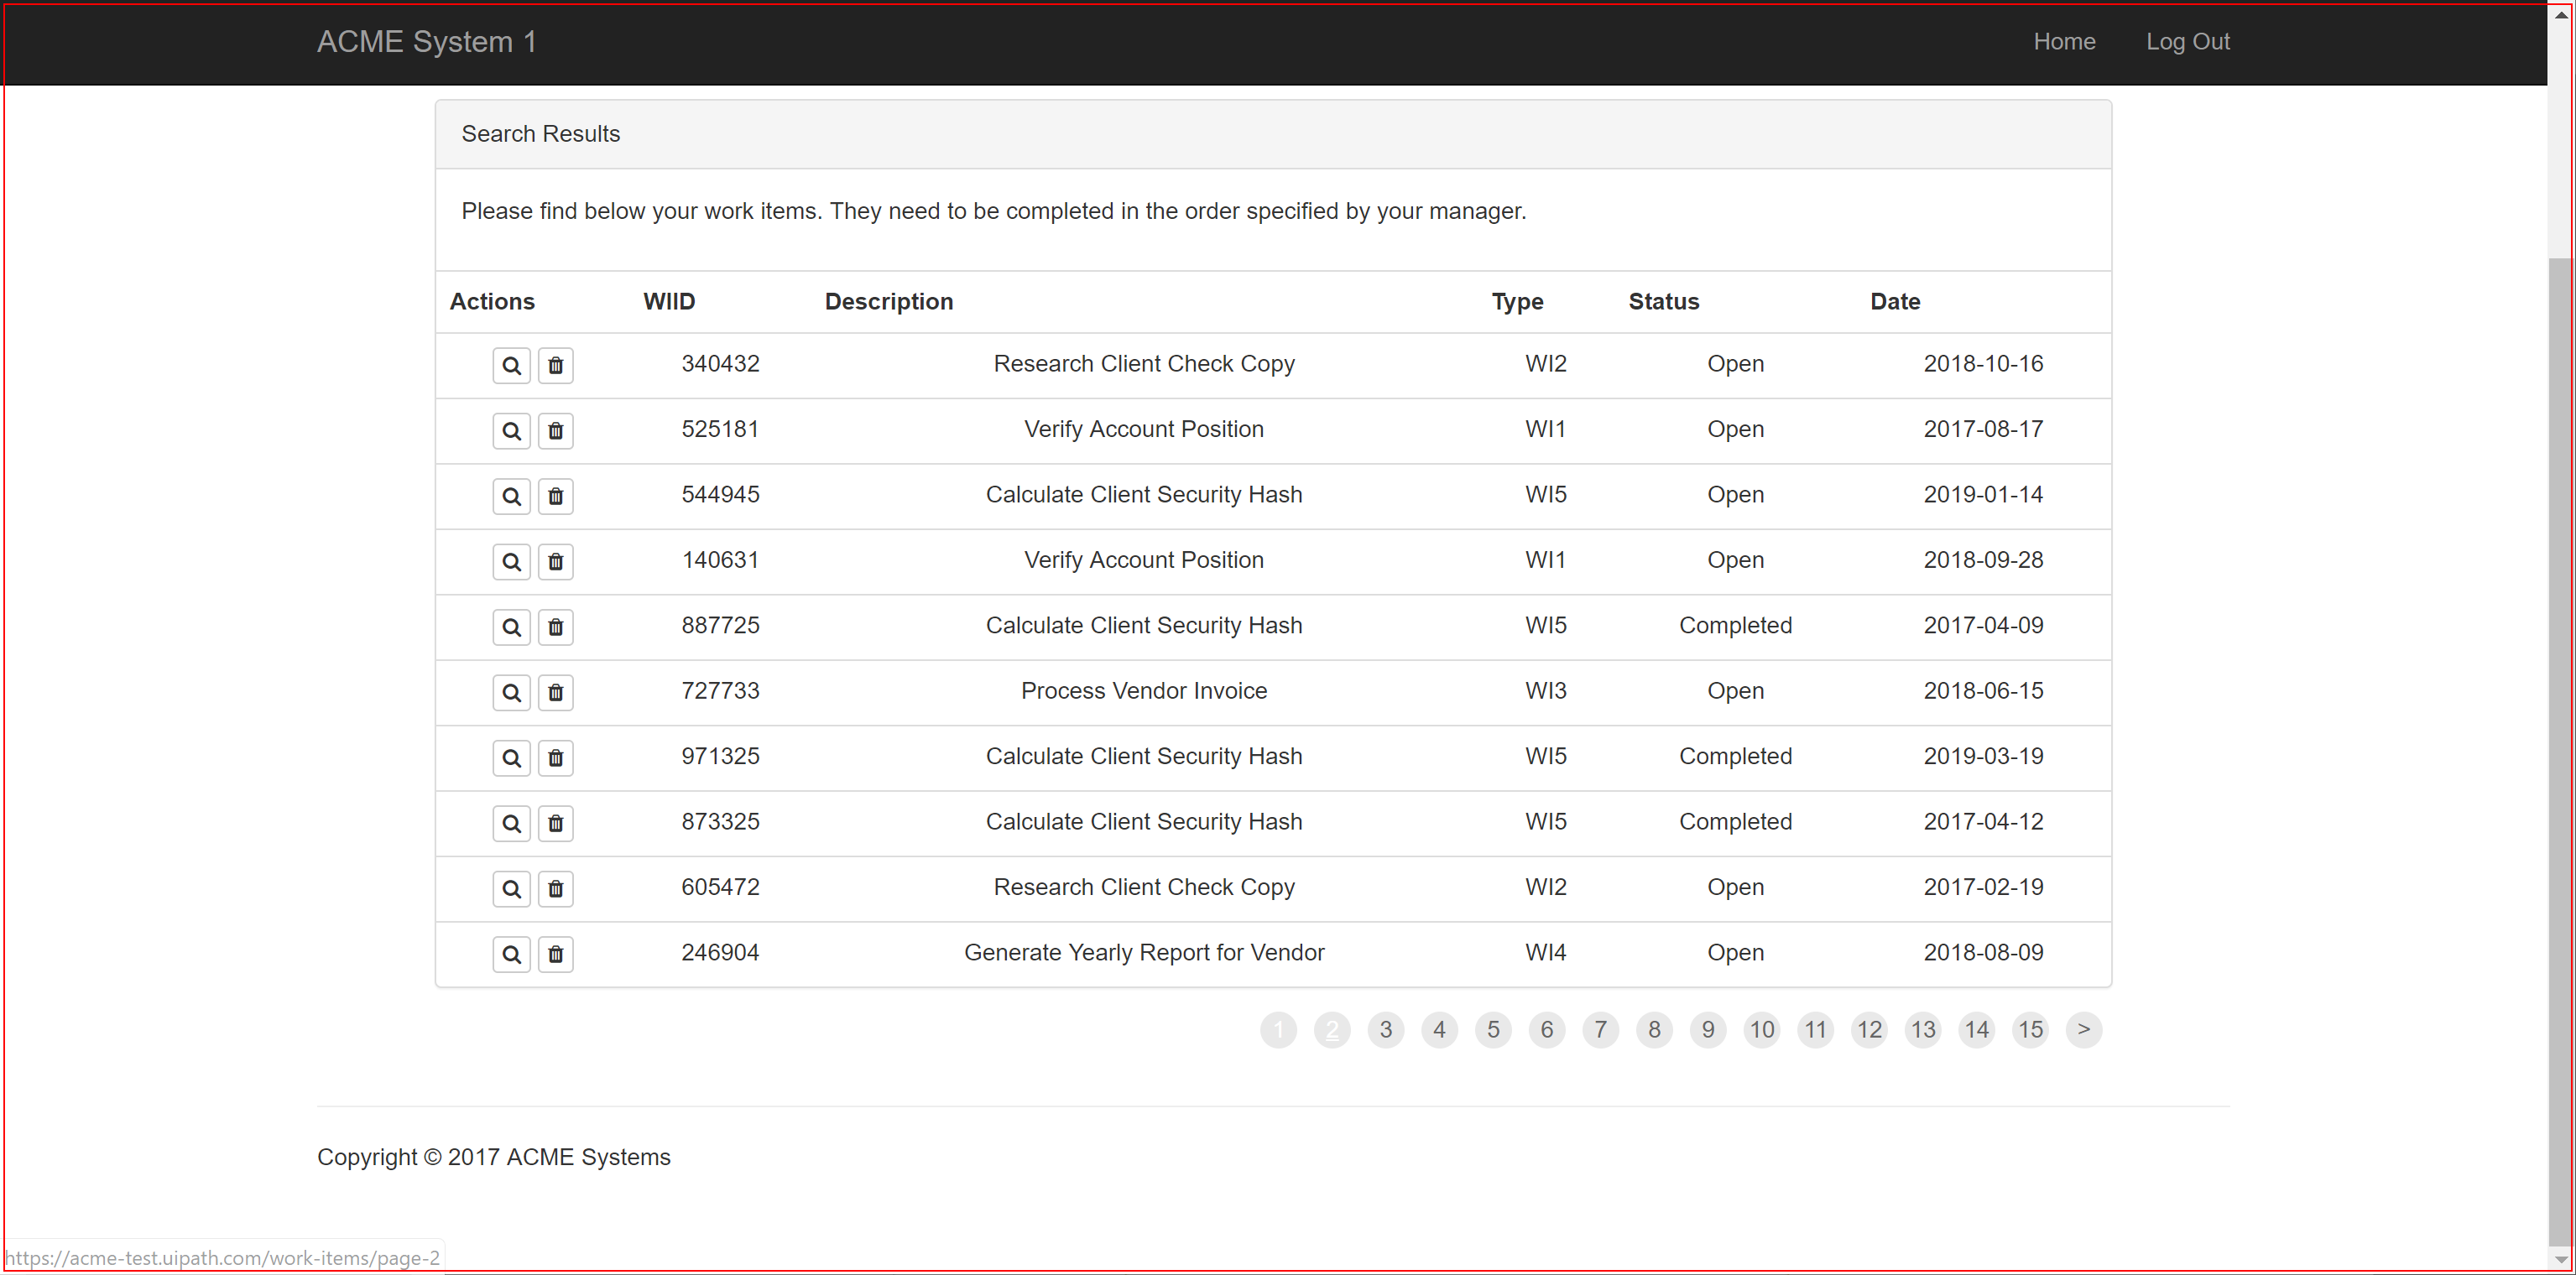 ACME System 1 Home Log Out
Search Results
Please find below your work items. They need to be completed in the order specified by your manager.
Actions WIID Description Type Status Date
340432 Research Client Check Copy WI2 Open 2018-10-16
525181 Verify Account Position WI1 Open 2017-08-17
544945 Calculate Client Security Hash WI5 Open 2019-01-14
140631 Verify Account Position WI1 Open 2018-09-28
887725 Calculate Client Security Hash WI5 Completed 2017-04-09
727733 Process Vendor Invoice WI3 Open 2018-06-15
971325 Calculate Client Security Hash WI5 Completed 2019-03-19
873325 Calculate Client Security Hash WI5 Completed 2017-04-12
605472 Research Client Check Copy WI2 Open 2017-02-19
246904 Generate Yearly Report for Vendor WI4 Open 2018-08-09
1 2 3 4 5 6 7 8 9 10 11 12 13 14 15 >
Copyright © 2017 ACME Systems
https://acme-test.uipath.com/work-items/page-2